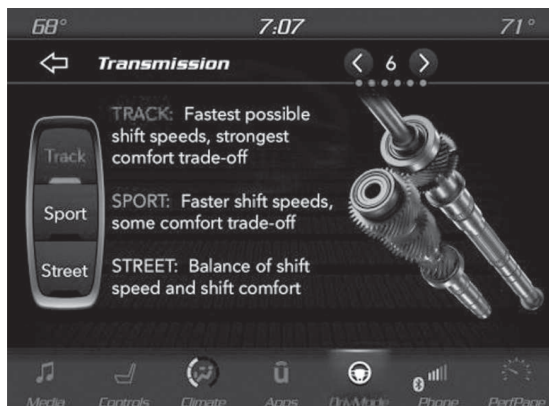 68°
7:07
71°
Transmission
6
TRACK: Fastest possible
shift speeds, strongest
comfort trade-off
Track
SPORT: Faster shift speeds,
some comfort trade-off
Sport
STREET: Balance of shift
speed and shift comfort
Street
Media
Controls
Climate
Apps
DrivMode
Phone
PerfPage